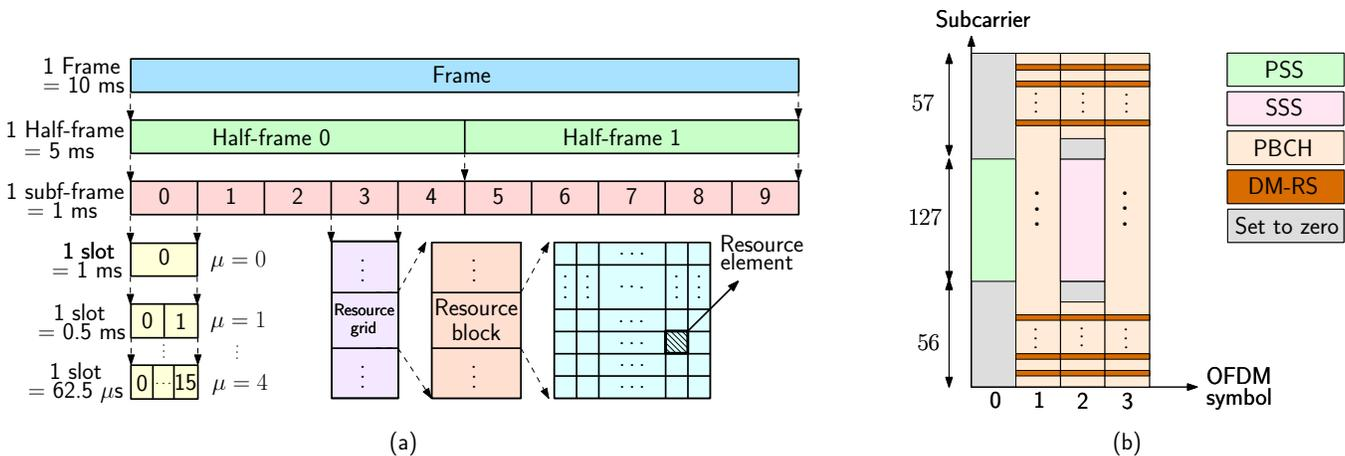 1 Frame
= 10 ms
Frame
1 Half-frame
= 5 ms
Half-frame 0
Half-frame 1
1 subf-frame
= 1 ms
0 1 2 3 4 5 6 7 8 9
1 slot
= 1 ms
0
μ = 0
1 slot
= 0.5 ms
0 1
μ = 1
⋮ ⋮
1 slot
= 62.5 μs
0 ··· 15
μ = 4
Resource
grid
Resource
block
Resource
element
(a)
Subcarrier
57
127
56
0 1 2 3
OFDM
symbol
PSS
SSS
PBCH
DM-RS
Set to zero
(b)